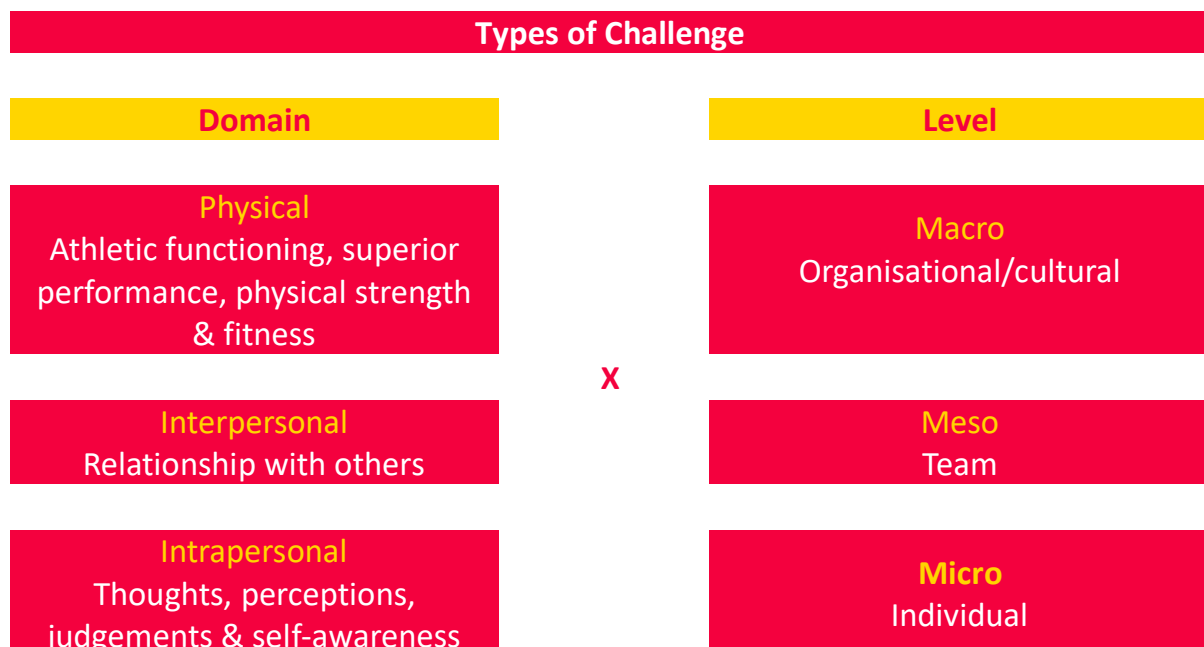 Types of Challenge
Domain
Level
Physical
Athletic functioning, superior
performance, physical strength
& fitness
Macro
Organisational/cultural
X
Interpersonal
Relationship with others
Meso
Team
Intrapersonal
Thoughts, perceptions,
judgements & self-awareness
Micro
Individual